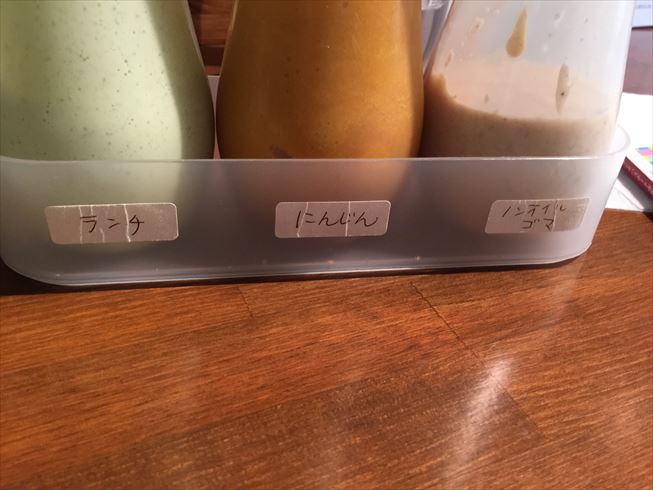 ランチ
にんじん
ノンオイル
ゴマ